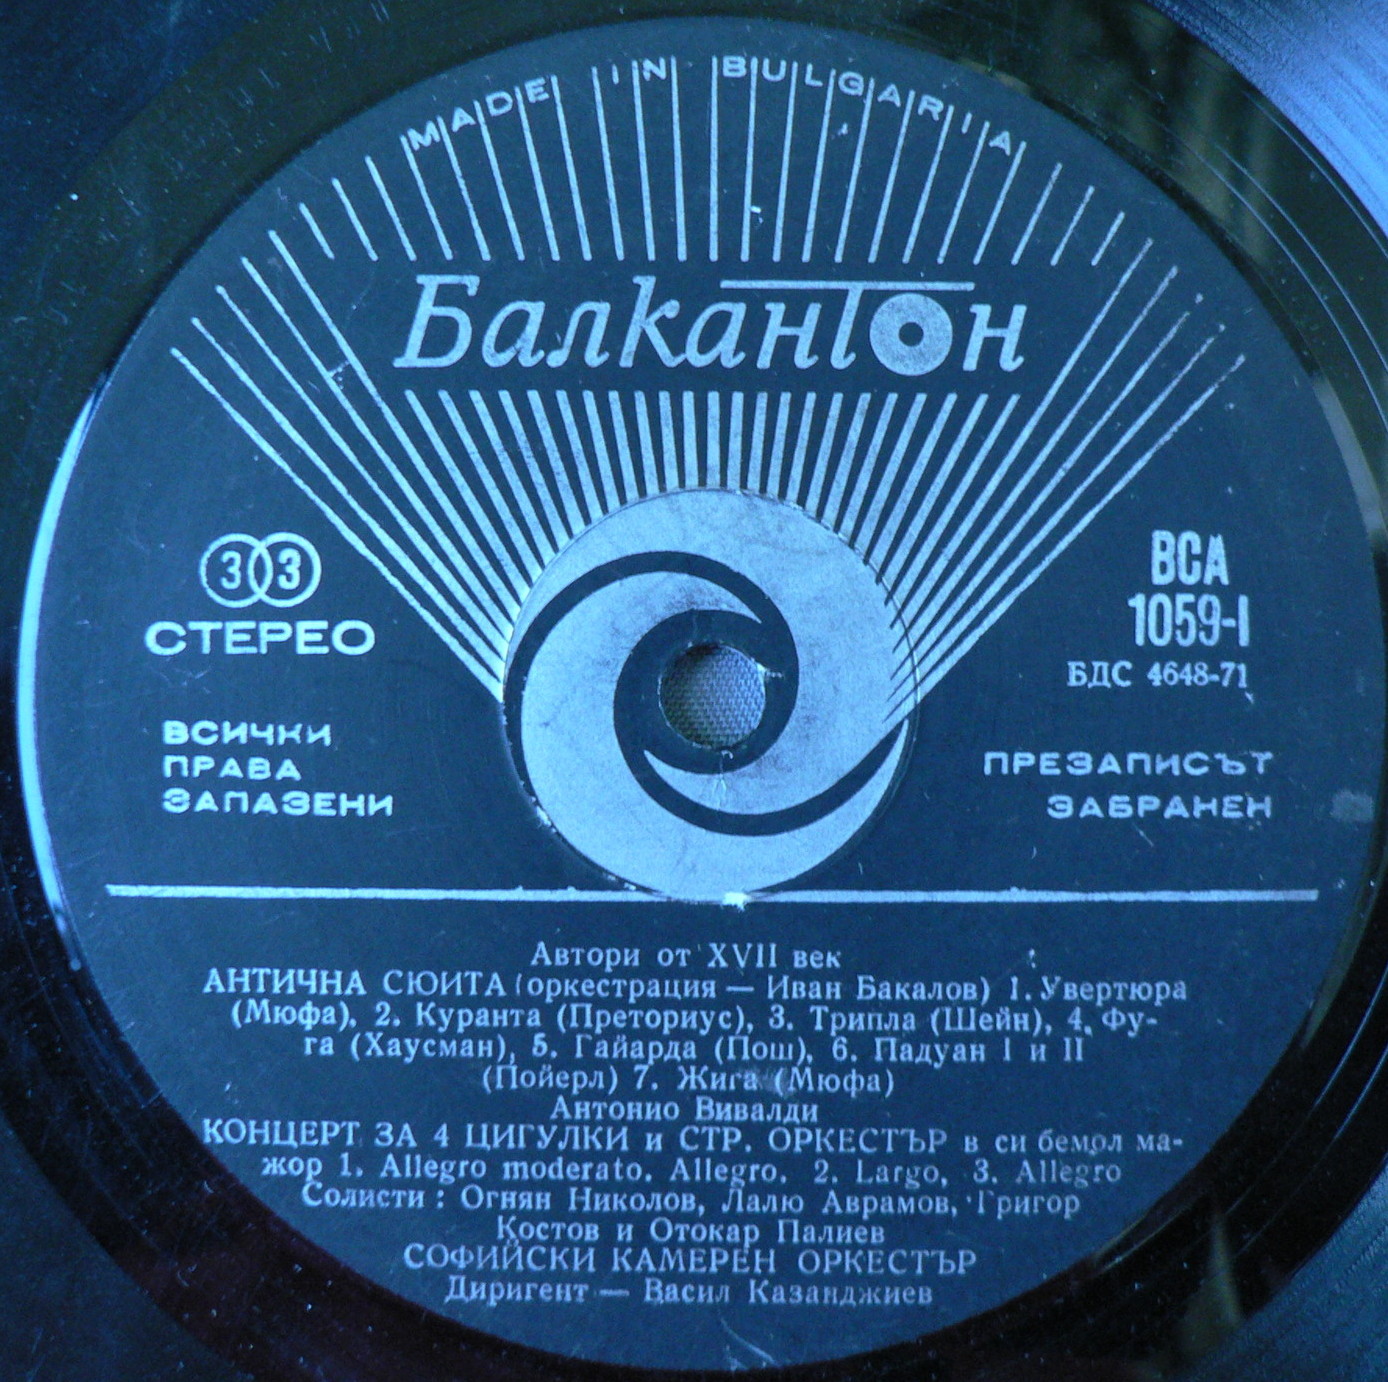 MADE IN BULGARIA
Балкантон
33
СТЕРЕО
ВСИЧКИ
ПРАВА
ЗАПАЗЕНИ
ВСА
1059-I
БДС 4648-71
ПРЕЗАПИСЪТ
ЗАБРАНЕН
Автори от XVII век
АНТИЧНА СЮИТА (оркестрация — Иван Бакалов) 1. Увертюра
(Мюфа), 2. Куранта (Преториус), 3. Трипла (Шейн), 4. Фу-
га (Хаусман), 5. Гайарда (Пош), 6. Падуан I и II
(Пойерл) 7. Жига (Мюфа)
Антонио Вивалди
КОНЦЕРТ ЗА 4 ЦИГУЛКИ и СТР. ОРКЕСТЪР в си бемол ма-
жор 1. Allegro moderato. Allegro. 2. Largo, 3. Allegro
Солисти : Огнян Николов, Лалю Аврамов, Григор
Костов и Отокар Палиев
СОФИЙСКИ КАМЕРЕН ОРКЕСТЪР
Диригент — Васил Казанджиев